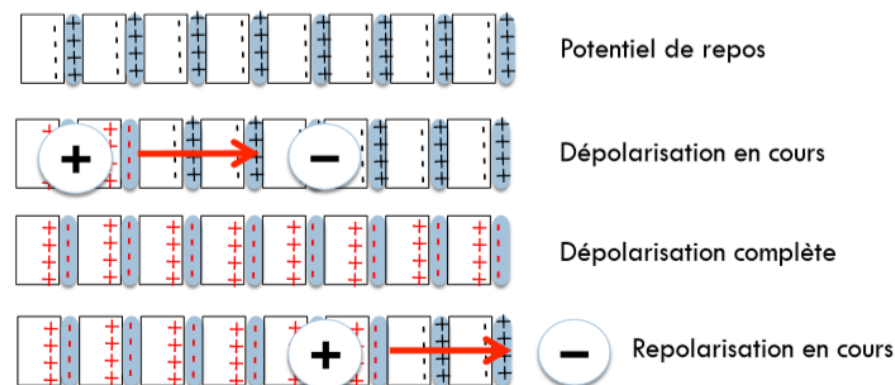 Potentiel de repos
Dépolarisation en cours
Dépolarisation complète
Repolarisation en cours